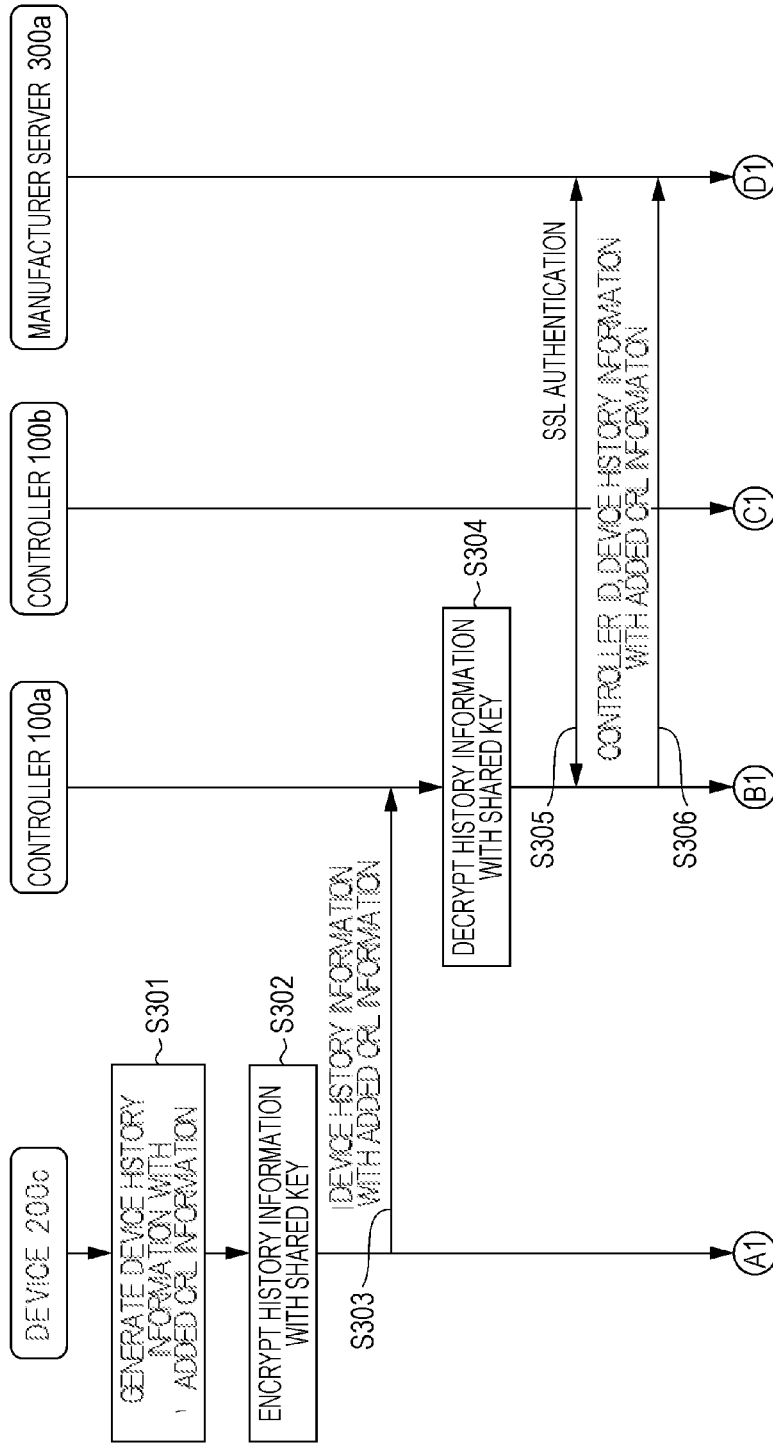 DEVICE 200c
CONTROLLER 100a
CONTROLLER 100b
MANUFACTURER SERVER 300a
GENERATE DEVICE HISTORY
INFORMATION WITH
ADDED CRL INFORMATION
S301
ENCRYPT HISTORY INFORMATION
WITH SHARED KEY
S302
DEVICE HISTORY INFORMATION
WITH ADDED CRL INFORMATION
S303
DECRYPT HISTORY INFORMATION
WITH SHARED KEY
S304
SSL AUTHENTICATION
S305
CONTROLLER ID, DEVICE HISTORY INFORMATION
WITH ADDED CRL INFORMATON
S306
A1
B1
C1
D1